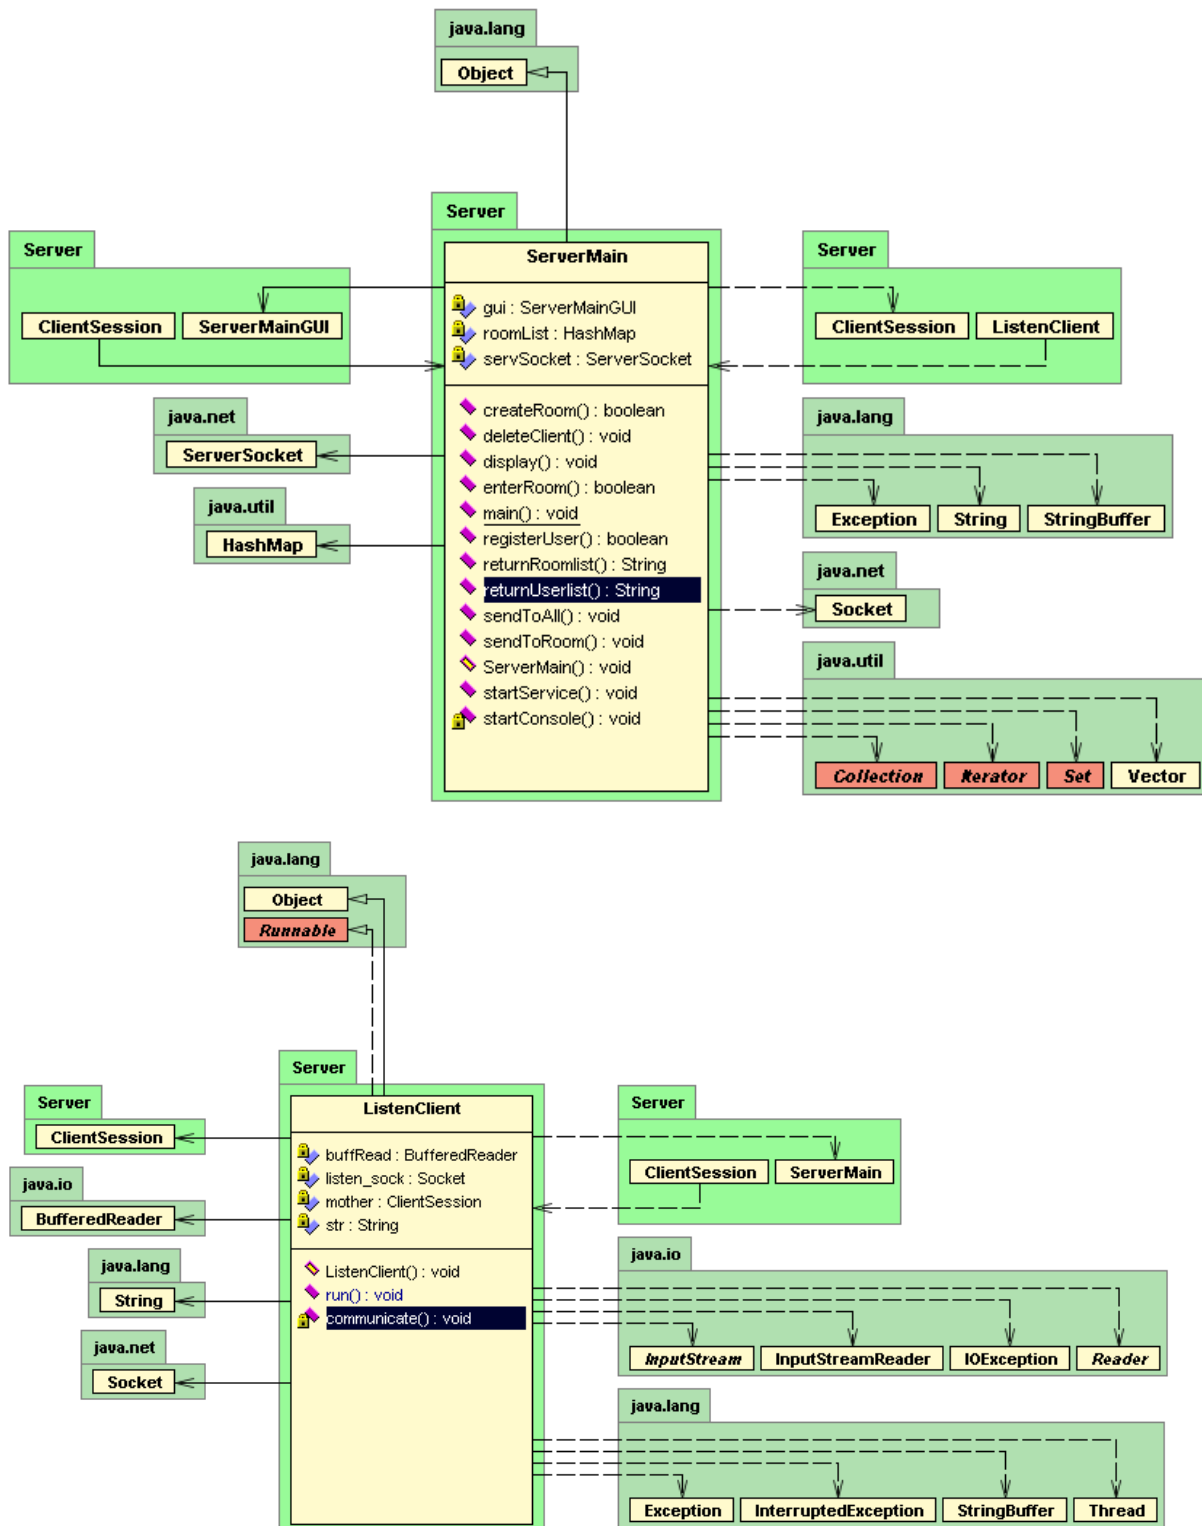 java.lang
Object
Server
ServerMain
gui : ServerMainGUI
roomList : HashMap
servSocket : ServerSocket
createRoom() : boolean
deleteClient() : void
display() : void
enterRoom() : boolean
main() : void
registerUser() : boolean
returnRoomlist() : String
returnUserlist() : String
sendToAll() : void
sendToRoom() : void
ServerMain() : void
startService() : void
startConsole() : void
Server
ClientSession
ServerMainGUI
java.net
ServerSocket
java.util
HashMap
Server
ClientSession
ListenClient
java.lang
Exception
String
StringBuffer
java.net
Socket
java.util
Collection
Iterator
Set
Vector
java.lang
Object
Runnable
Server
ListenClient
buffRead : BufferedReader
listen_sock : Socket
mother : ClientSession
str : String
ListenClient() : void
run() : void
communicate() : void
Server
ClientSession
java.io
BufferedReader
java.lang
String
java.net
Socket
Server
ClientSession
ServerMain
java.io
InputStream
InputStreamReader
IOException
Reader
java.lang
Exception
InterruptedException
StringBuffer
Thread